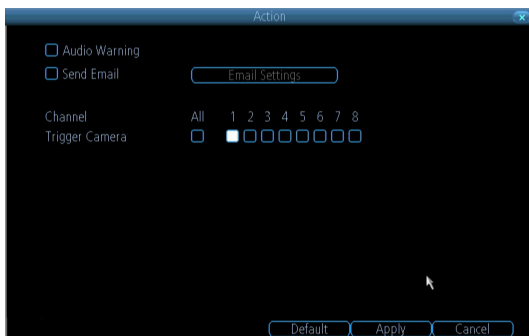 Action
Audio Warning
Send Email Email Settings
Channel All 1 2 3 4 5 6 7 8
Trigger Camera
Default Apply Cancel